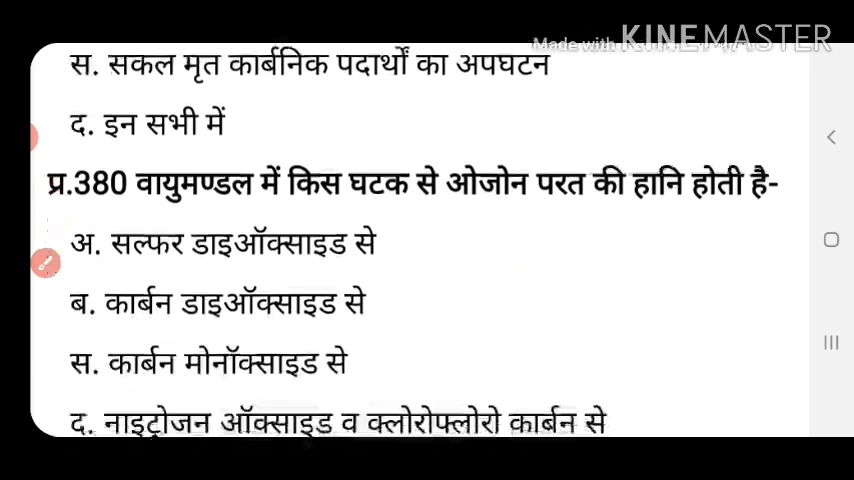 Made with KINEMASTER
स. सकल मृत कार्बनिक पदार्थों का अपघटन
द. इन सभी में
प्र.380 वायुमण्डल में किस घटक से ओजोन परत की हानि होती है-
अ. सल्फर डाइऑक्साइड से
ब. कार्बन डाइऑक्साइड से
स. कार्बन मोनॉक्साइड से
द. नाइट्रोजन ऑक्साइड व क्लोरोफ्लोरो कार्बन से